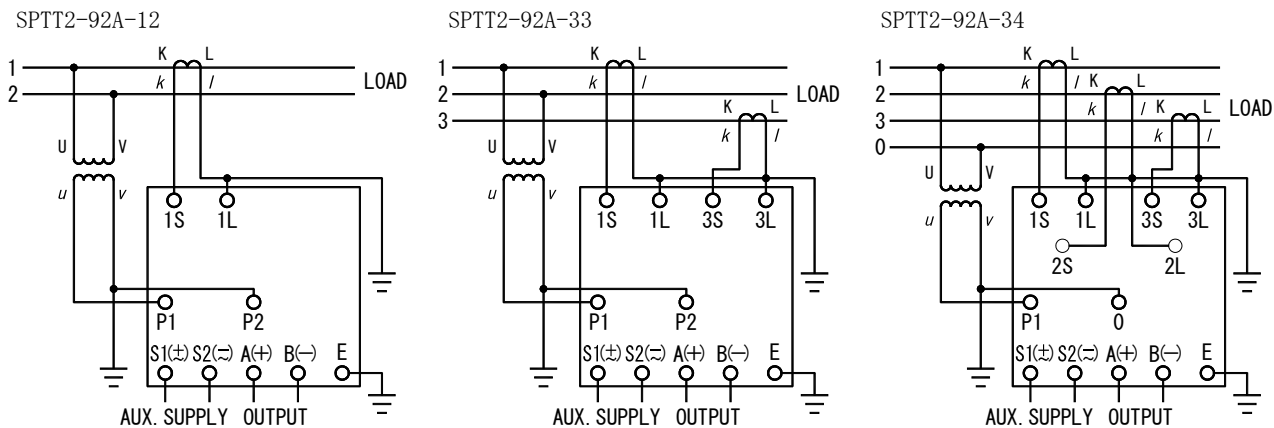 SPTT2-92A-12
K L
1
k l
LOAD
2
U V
u v
1S 1L
P1 P2
S1(±) S2(⁐) A(+) B(−) E
AUX. SUPPLY OUTPUT
SPTT2-92A-33
K L
1
k l
2
LOAD
K L
3
k l
U V
u v
1S 1L 3S 3L
P1 P2
S1(±) S2(⁐) A(+) B(−) E
AUX. SUPPLY OUTPUT
SPTT2-92A-34
K L
1
k l K L
2
LOAD
k l K L
3
k l
0
U V
u v
1S 1L 3S 3L
2S 2L
P1 0
S1(±) S2(⁐) A(+) B(−) E
AUX. SUPPLY OUTPUT